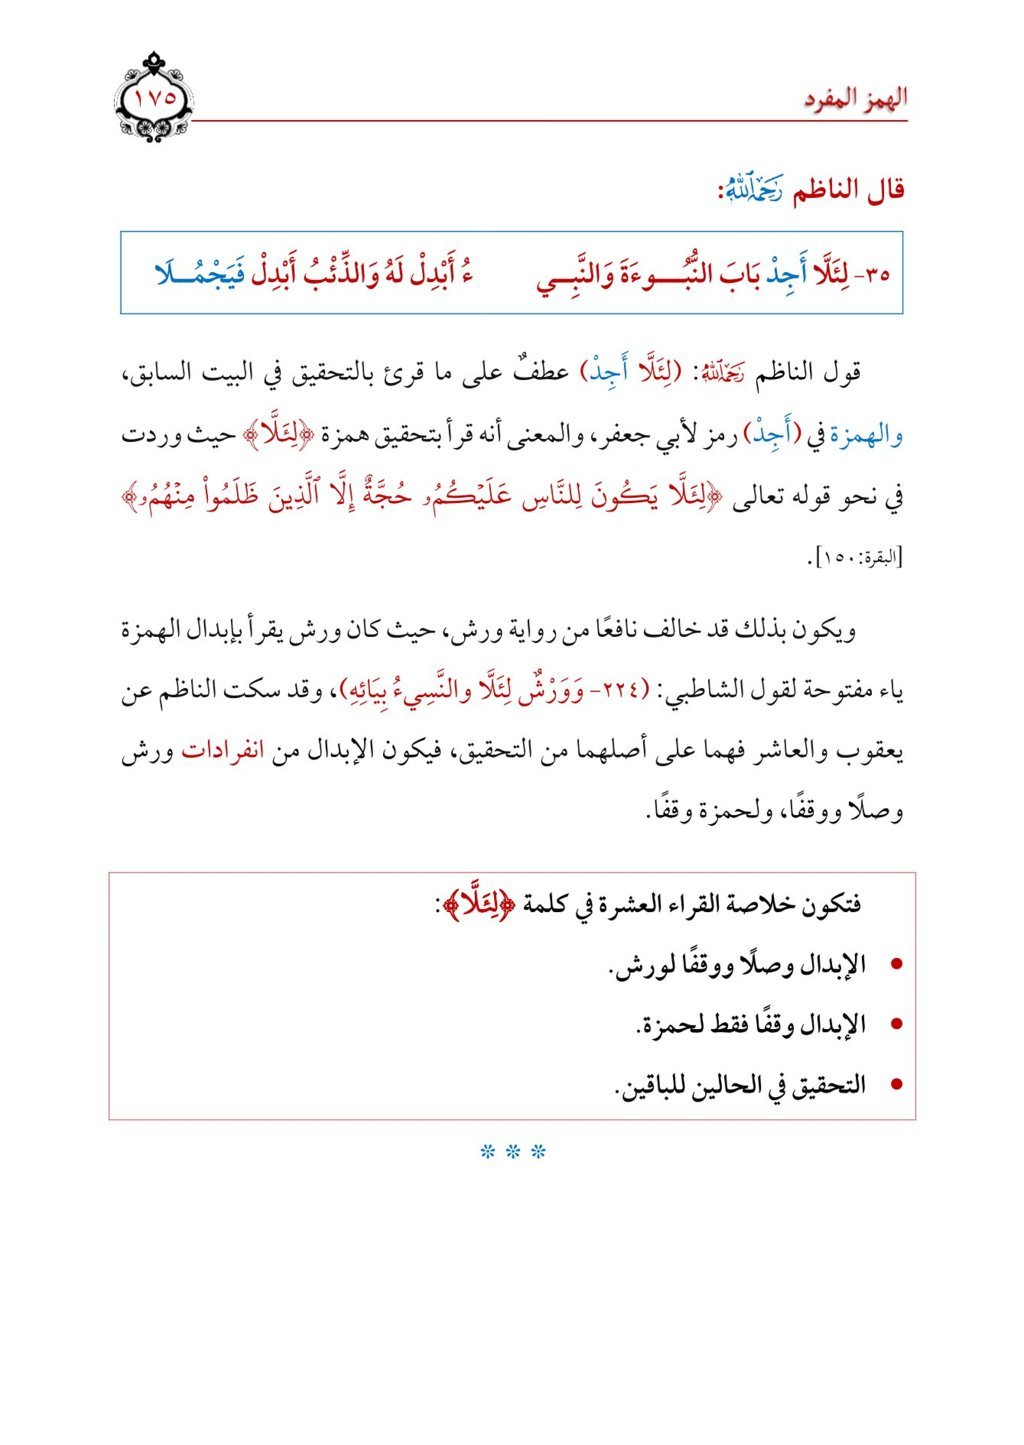 الهمز المفرد
١٧٥
قال الناظم رَحِمَهُ ٱللَّهُ:
٣٥- لِئَلَّا أَجِدْ بَابَ النُّبُـــوءَةَ وَالنَّبِــي ءُ أَبْدِلْ لَهُ وَالذِّئْبُ أَبْدِلْ فَيَجْمُــلَا
قول الناظم رَحِمَهُ ٱللَّهُ: (لِئَلَّا أَجِدْ) عطفٌ على ما قرئ بالتحقيق في البيت السابق،
والهمزة في (أَجِدْ) رمز لأبي جعفر، والمعنى أنه قرأ بتحقيق همزة ﴿لِئَلَّا﴾ حيث وردت
في نحو قوله تعالى ﴿لِئَلَّا يَكُونَ لِلنَّاسِ عَلَيْكُمُۥ حُجَّةٌ إِلَّا ٱلَّذِينَ ظَلَمُواْ مِنْهُمُۥ﴾
[البقرة:١٥٠].
ويكون بذلك قد خالف نافعًا من رواية ورش، حيث كان ورش يقرأ بإبدال الهمزة
ياء مفتوحة لقول الشاطبي: (٢٢٤- وَوَرْشٌ لِئَلَّا والنَّسِيءُ بِيَائِهِ)، وقد سكت الناظم عن
يعقوب والعاشر فهما على أصلهما من التحقيق، فيكون الإبدال من انفرادات ورش
وصلًا ووقفًا، ولحمزة وقفًا.
فتكون خلاصة القراء العشرة في كلمة ﴿لِئَلَّا﴾:
• الإبدال وصلًا ووقفًا لورش.
• الإبدال وقفًا فقط لحمزة.
• التحقيق في الحالين للباقين.
* * *